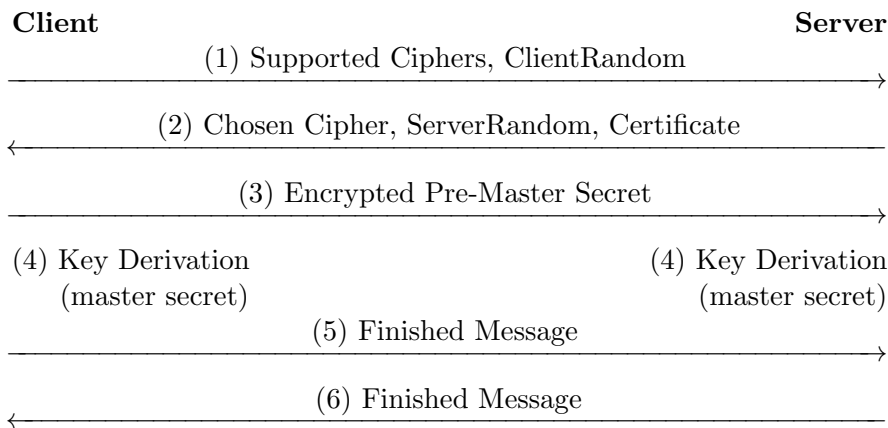 Client Server
(1) Supported Ciphers, ClientRandom
(2) Chosen Cipher, ServerRandom, Certificate
(3) Encrypted Pre-Master Secret
(4) Key Derivation (4) Key Derivation
(master secret) (master secret)
(5) Finished Message
(6) Finished Message